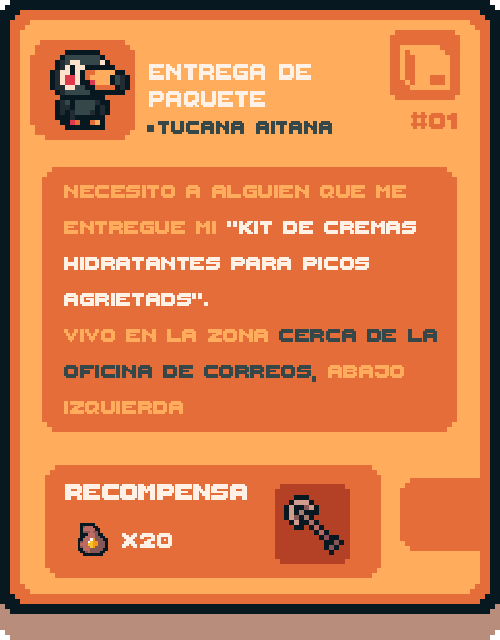 ENTREGA DE
PAQUETE
#01
▪TUCANA AITANA
NECESITO A ALGUIEN QUE ME
ENTREGUE MI "KIT DE CREMAS
HIDRATANTES PARA PICOS
AGRIETADS".
VIVO EN LA ZONA CERCA DE LA
OFICINA DE CORREOS, ABAJO
IZQUIERDA
RECOMPENSA
X20